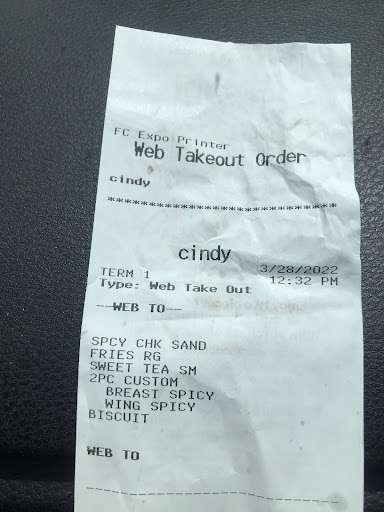 FC Expo Printer
Web Takeout Order
cindy
******************************
cindy
TERM 1 3/28/2022
Type: Web Take Out 12:32 PM
--WEB TO--
SPCY CHK SAND
FRIES RG
SWEET TEA SM
2PC CUSTOM
BREAST SPICY
WING SPICY
BISCUIT
WEB TO
------------------------------